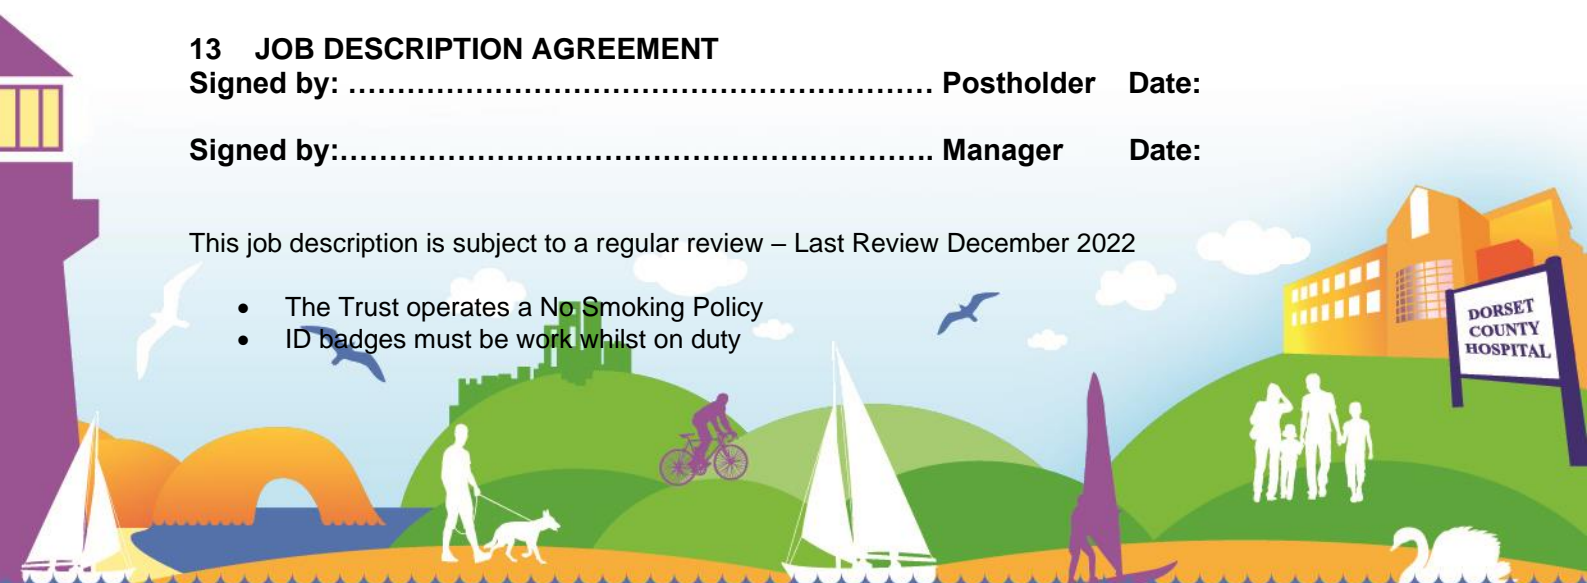 13 JOB DESCRIPTION AGREEMENT
Signed by: …………………………………………………… Postholder Date:
Signed by:……………………………………………………. Manager Date:
This job description is subject to a regular review – Last Review December 2022
• The Trust operates a No Smoking Policy
• ID badges must be work whilst on duty
DORSET
COUNTY
HOSPITAL